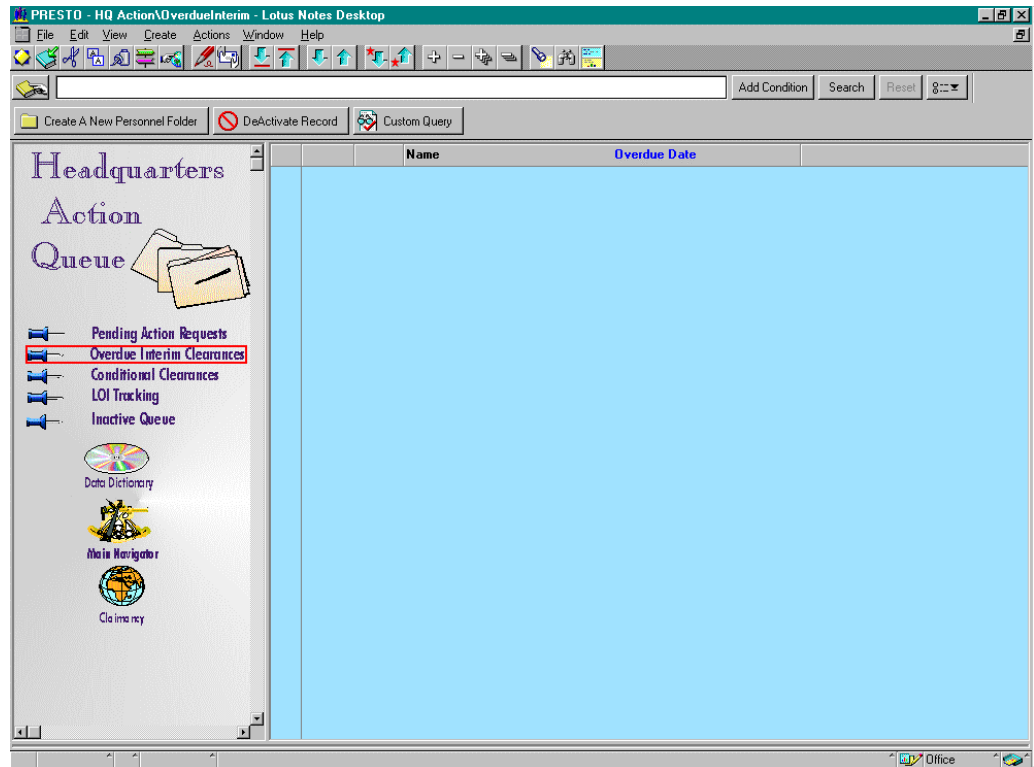 PRESTO - HQ Action\OverdueInterim - Lotus Notes Desktop
File Edit View Create Actions Window Help
Add Condition Search Reset
Create A New Personnel Folder DeActivate Record Custom Query
Name Overdue Date
Headquarters
Action
Queue
Pending Action Requests
Overdue Interim Clearances
Conditional Clearances
LOI Tracking
Inactive Queue
Data Dictionary
Main Navigator
Claimancy
Office